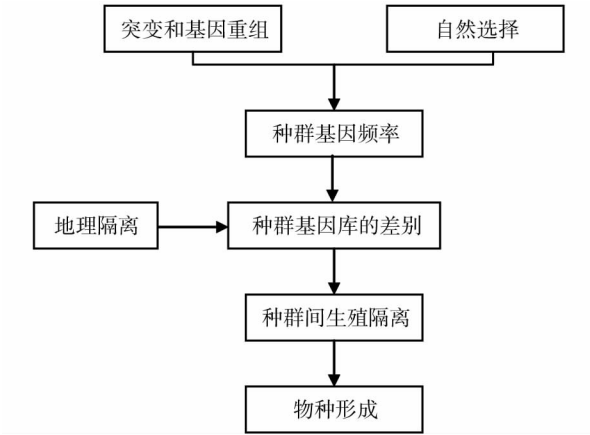 突变和基因重组
自然选择
种群基因频率
地理隔离
种群基因库的差别
种群间生殖隔离
物种形成